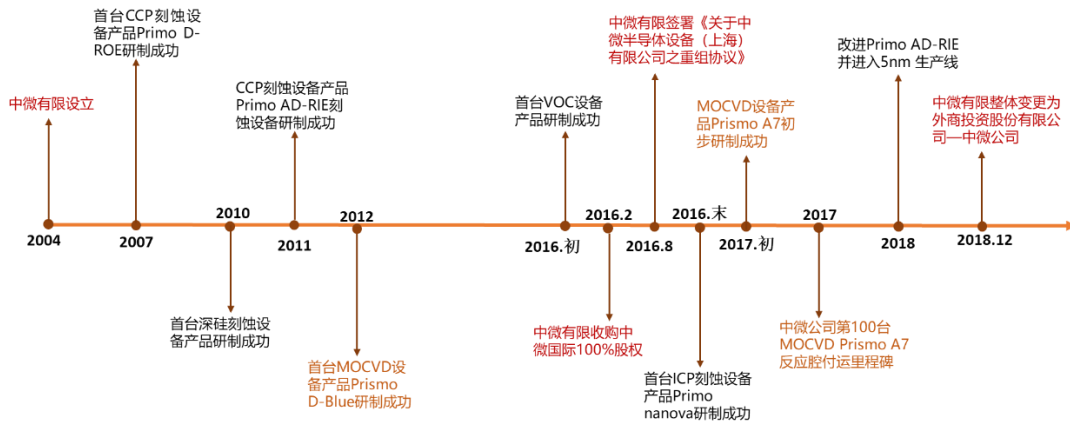 中微有限设立
2004
首台CCP刻蚀设
备产品Primo D-
ROE研制成功
2007
2010
首台深硅刻蚀设
备产品研制成功
CCP刻蚀设备产品
Primo AD-RIE刻
蚀设备研制成功
2011
2012
首台MOCVD设
备产品Prismo
D-Blue研制成功
首台VOC设备
产品研制成功
2016.初
2016.2
中微有限收购中
微国际100%股权
中微有限签署《关于中
微半导体设备（上海）
有限公司之重组协议》
2016.8
2016.末
首台ICP刻蚀设备
产品Primo
nanova研制成功
MOCVD设备产
品Prismo A7初
步研制成功
2017.初
2017
中微公司第100台
MOCVD Prismo A7
反应腔付运里程碑
改进Primo AD-RIE
并进入5nm 生产线
2018
中微有限整体变更为
外商投资股份有限公
司—中微公司
2018.12